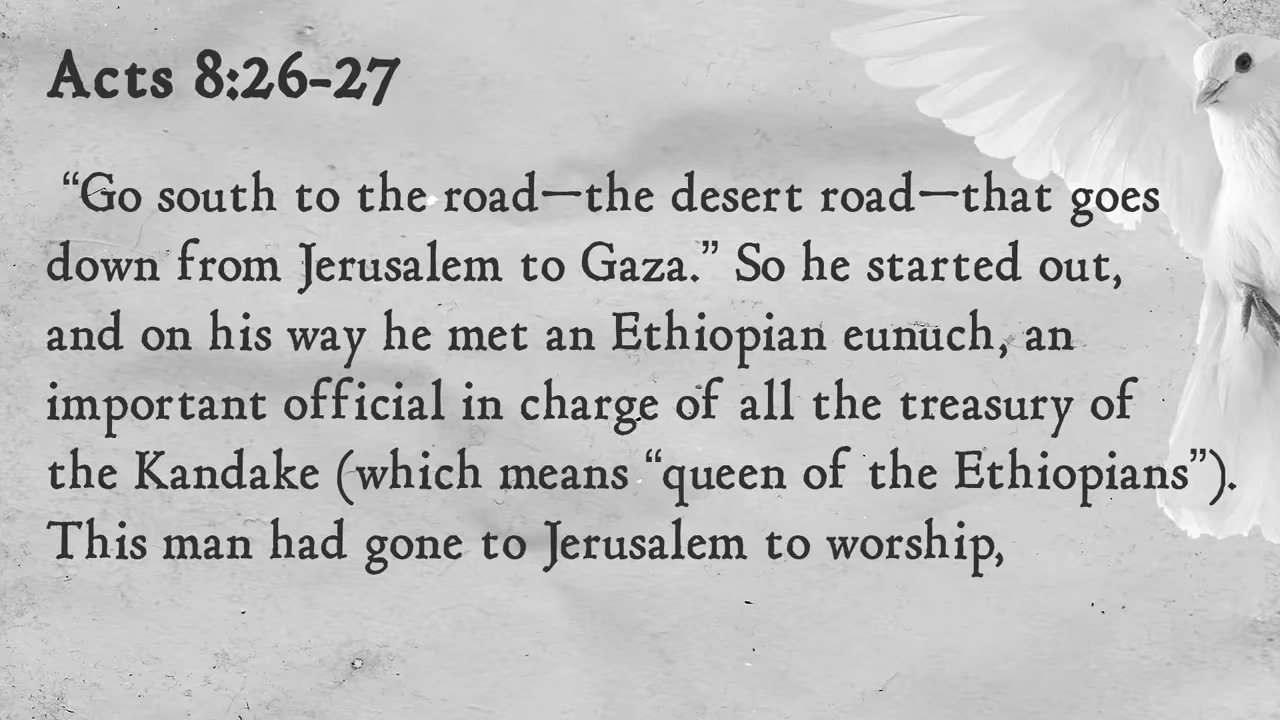 Acts 8:26-27
“Go south to the road—the desert road—that goes
down from Jerusalem to Gaza.” So he started out,
and on his way he met an Ethiopian eunuch, an
important official in charge of all the treasury of
the Kandake (which means “queen of the Ethiopians”).
This man had gone to Jerusalem to worship,